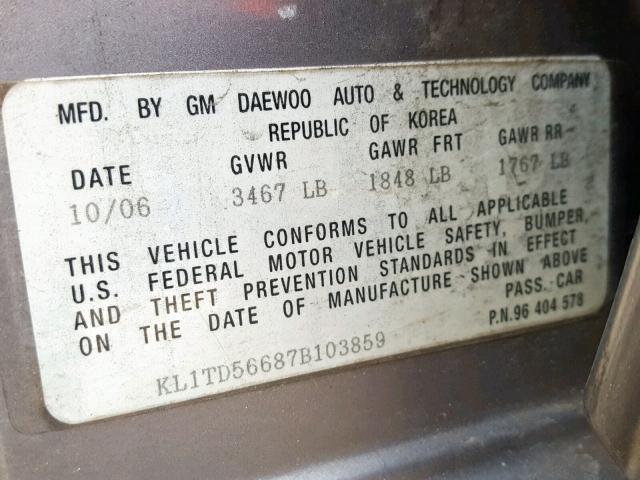 MFD. BY GM DAEWOO AUTO & TECHNOLOGY COMPANY
REPUBLIC OF KOREA
DATE GVWR GAWR FRT GAWR RR
10/06 3467 LB 1848 LB 1767 LB
THIS VEHICLE CONFORMS TO ALL APPLICABLE
U.S. FEDERAL MOTOR VEHICLE SAFETY, BUMPER,
AND THEFT PREVENTION STANDARDS IN EFFECT
ON THE DATE OF MANUFACTURE SHOWN ABOVE
PASS. CAR
P.N.96 404 578
KL1TD56687B103859